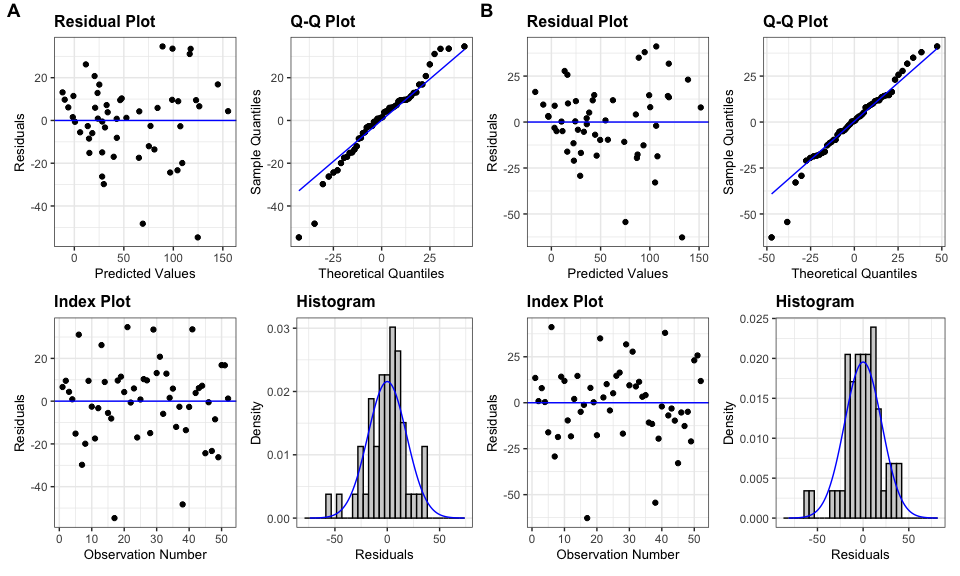 A
Residual Plot
Residuals
20
0
-20
-40
0
50
100
150
Predicted Values
Q-Q Plot
Sample Quantiles
20
0
-20
-40
-25
0
25
Theoretical Quantiles
Index Plot
Residuals
20
0
-20
-40
0
10
20
30
40
50
Observation Number
Histogram
Density
0.03
0.02
0.01
0.00
-50
0
50
Residuals
B
Residual Plot
Residuals
25
0
-25
-50
0
50
100
150
Predicted Values
Q-Q Plot
Sample Quantiles
25
0
-25
-50
-50
-25
0
25
50
Theoretical Quantiles
Index Plot
Residuals
25
0
-25
-50
0
10
20
30
40
50
Observation Number
Histogram
Density
0.025
0.020
0.015
0.010
0.005
0.000
-50
0
50
Residuals